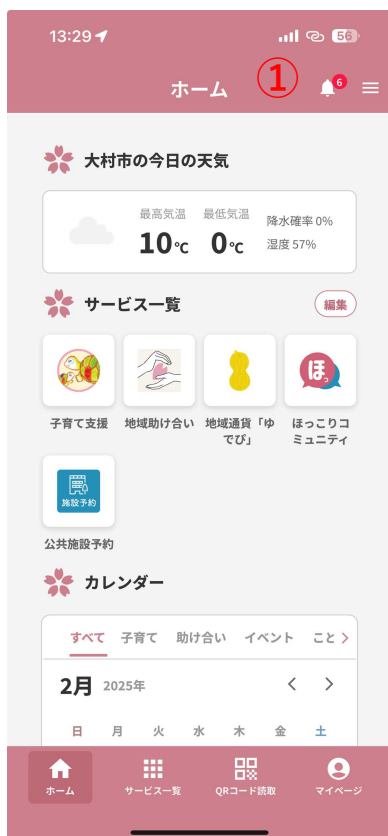 13:29
56
ホーム
①
6
大村市の今日の天気
最高気温 最低気温 降水確率 0%
10℃ 0℃ 湿度 57%
サービス一覧
編集
ほっ
子育て支援 地域助け合い 地域通貨「ゆでぴ」 ほっこりコミュニティ
施設予約
公共施設予約
カレンダー
すべて 子育て 助け合い イベント こと
2月 2025年
日 月 火 水 木 金 土
ホーム サービス一覧 QRコード読取 マイページ